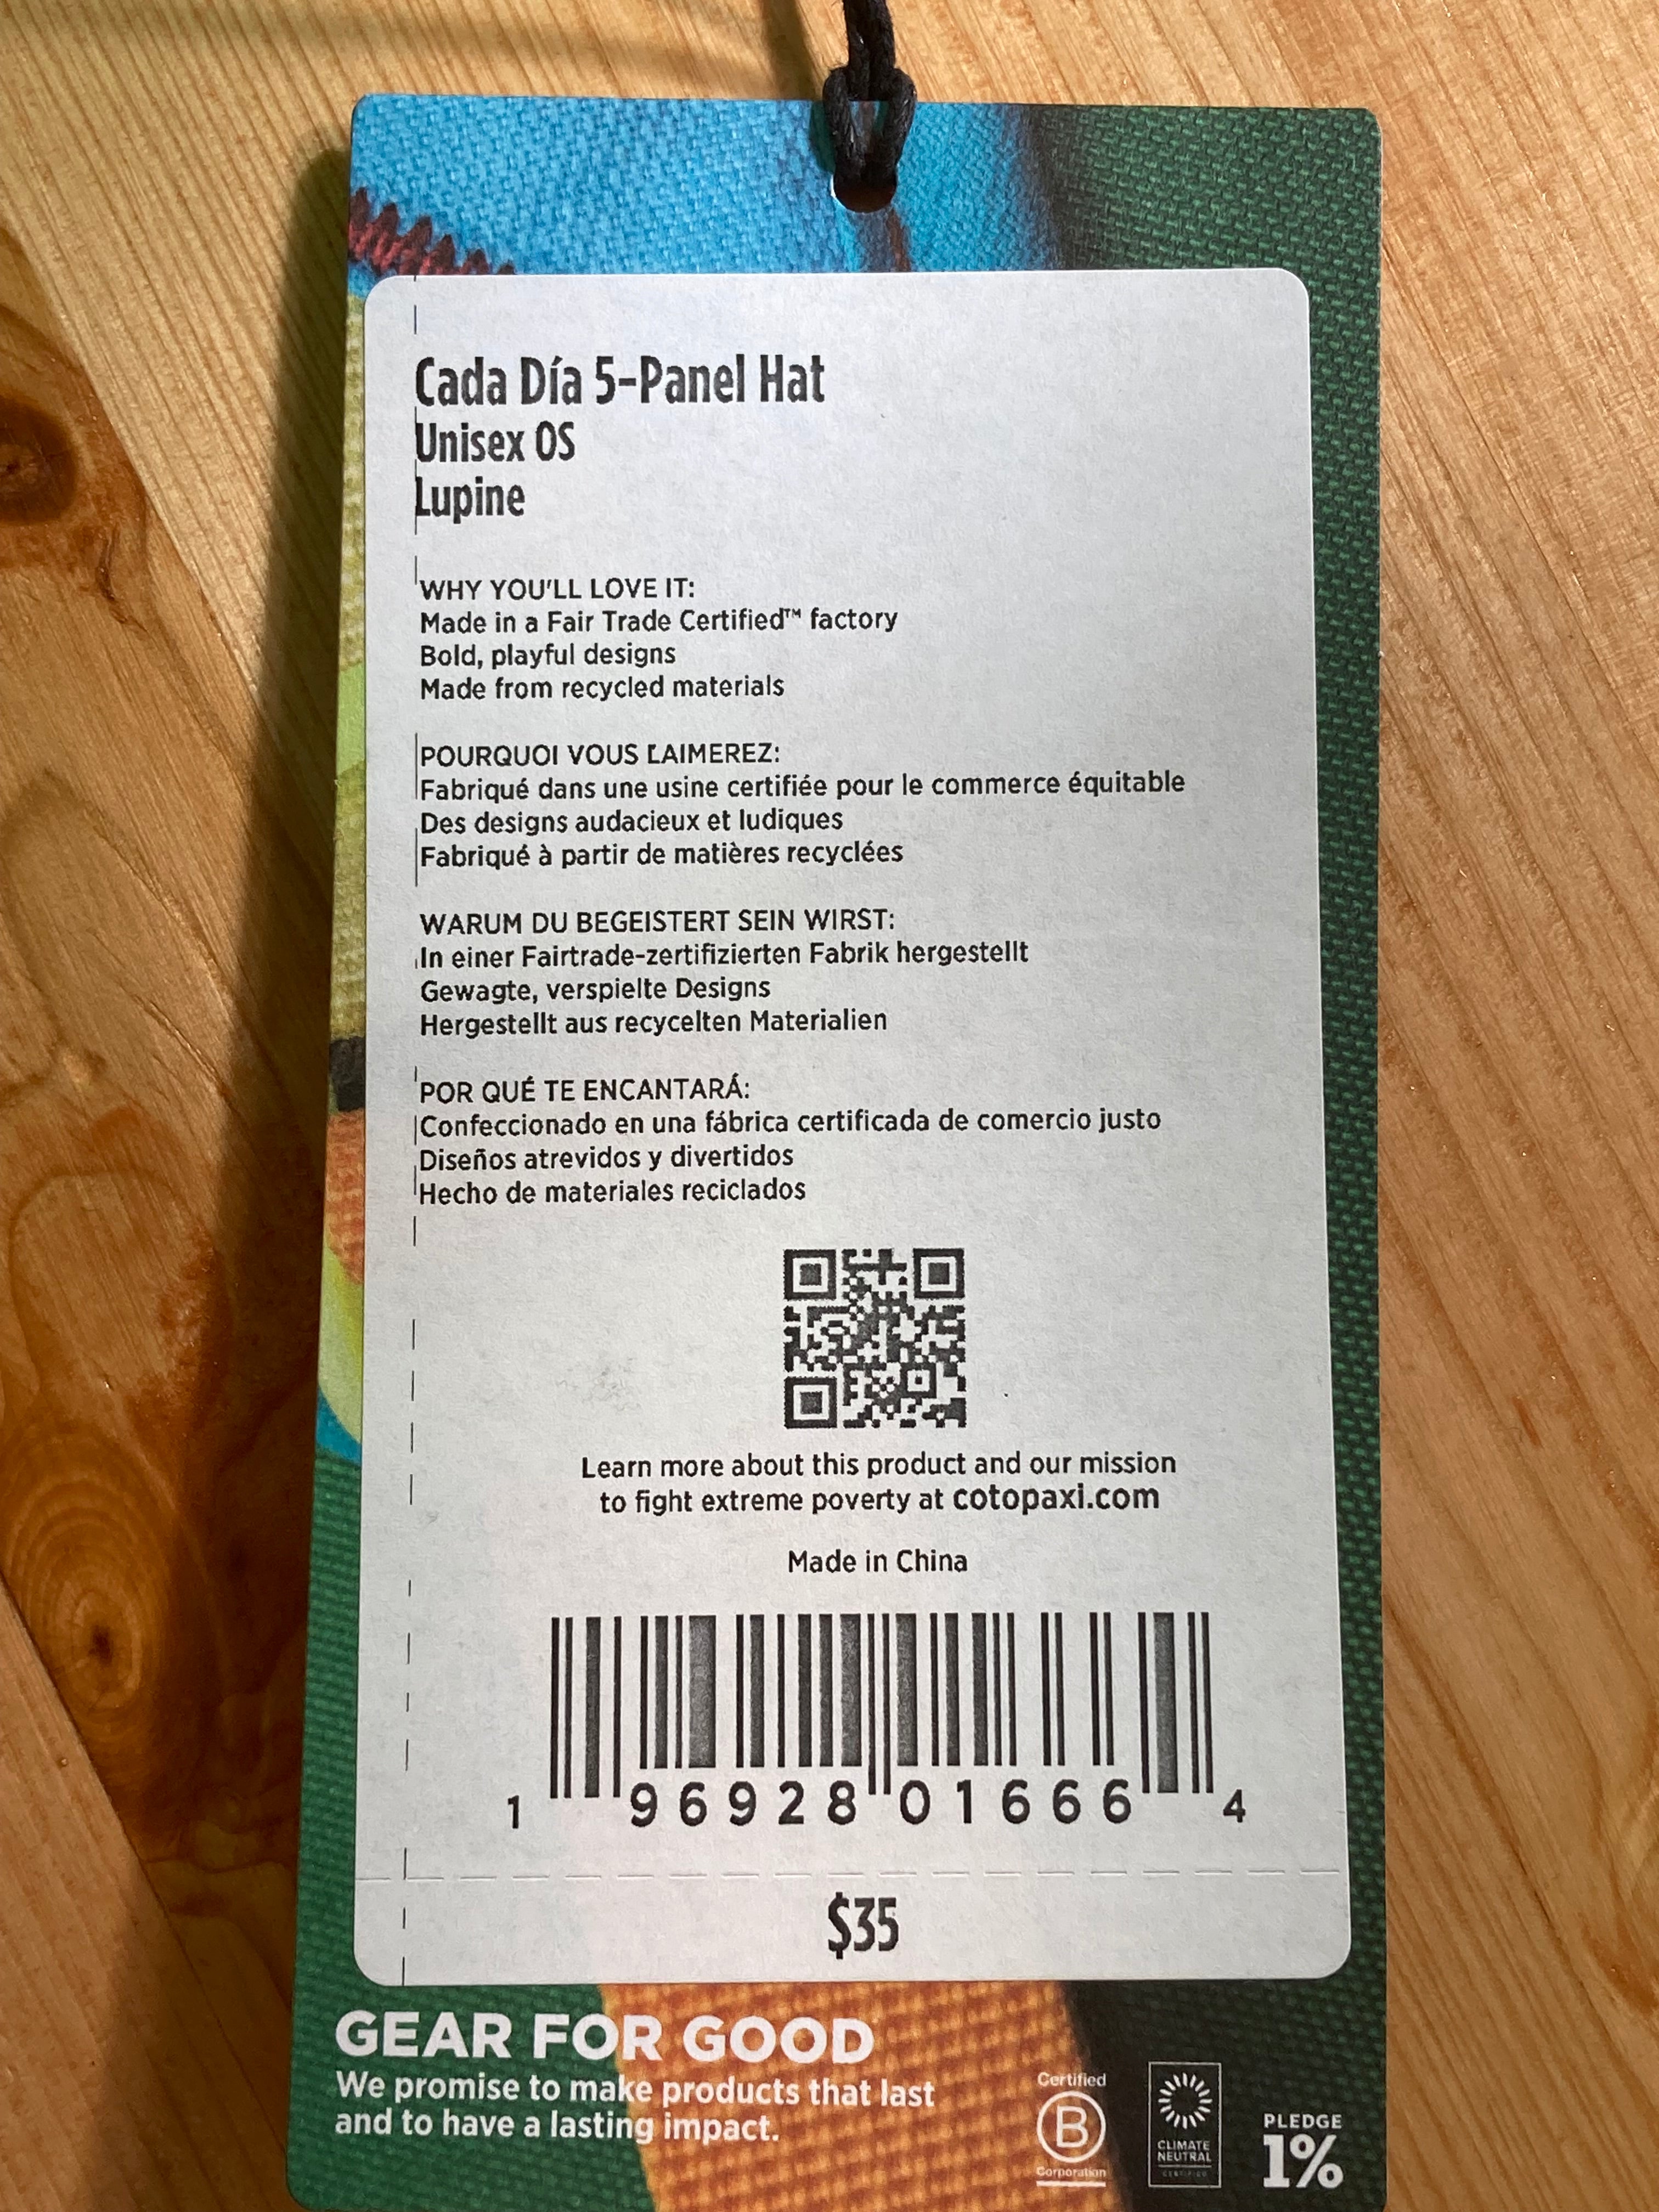 Cada Día 5-Panel Hat
Unisex OS
Lupine
WHY YOU'LL LOVE IT:
Made in a Fair Trade Certified™ factory
Bold, playful designs
Made from recycled materials
POURQUOI VOUS L'AIMEREZ:
Fabriqué dans une usine certifiée pour le commerce équitable
Des designs audacieux et ludiques
Fabriqué à partir de matières recyclées
WARUM DU BEGEISTERT SEIN WIRST:
In einer Fairtrade-zertifizierten Fabrik hergestellt
Gewagte, verspielte Designs
Hergestellt aus recycelten Materialien
POR QUÉ TE ENCANTARÁ:
Confeccionado en una fábrica certificada de comercio justo
Diseños atrevidos y divertidos
Hecho de materiales reciclados
Learn more about this product and our mission
to fight extreme poverty at cotopaxi.com
Made in China
1 96928 01666 4
$35
GEAR FOR GOOD
We promise to make products that last
and to have a lasting impact.
Certified
B
Corporation
CLIMATE
NEUTRAL
CERTIFIED
PLEDGE
1%